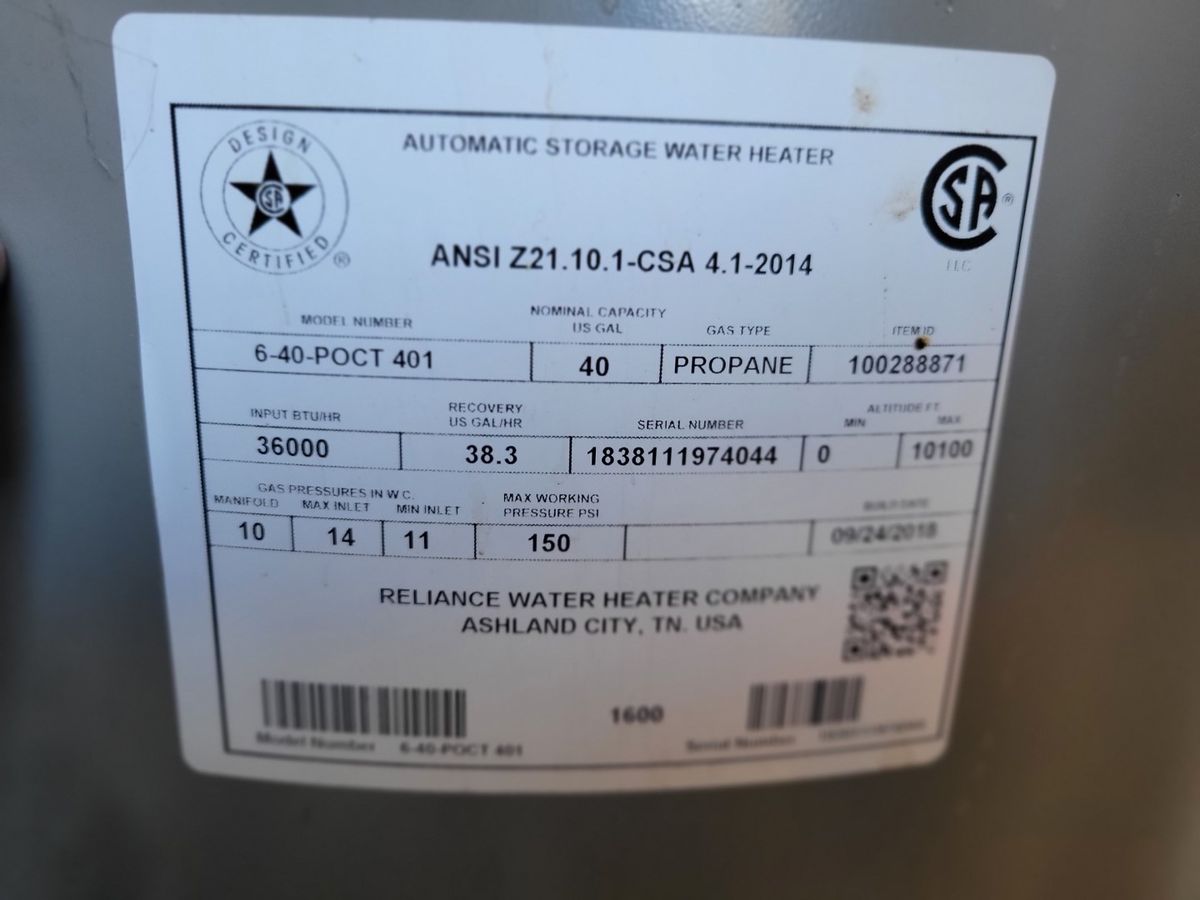 DESIGN
CSA
CERTIFIED ®
AUTOMATIC STORAGE WATER HEATER
CSA ®
LLC
ANSI Z21.10.1-CSA 4.1-2014
MODEL NUMBER
NOMINAL CAPACITY
US GAL
GAS TYPE
ITEM ID
6-40-POCT 401
40
PROPANE
100288871
INPUT BTU/HR
RECOVERY
US GAL/HR
SERIAL NUMBER
ALTITUDE FT.
MIN
MAX
36000
38.3
1838111974044
0
10100
GAS PRESSURES IN W C.
MANIFOLD
MAX INLET
MIN INLET
MAX WORKING
PRESSURE PSI
BUILT DATE
10
14
11
150
09/24/2018
RELIANCE WATER HEATER COMPANY
ASHLAND CITY, TN. USA
1600
Model Number 6-40-POCT 401
Serial Number